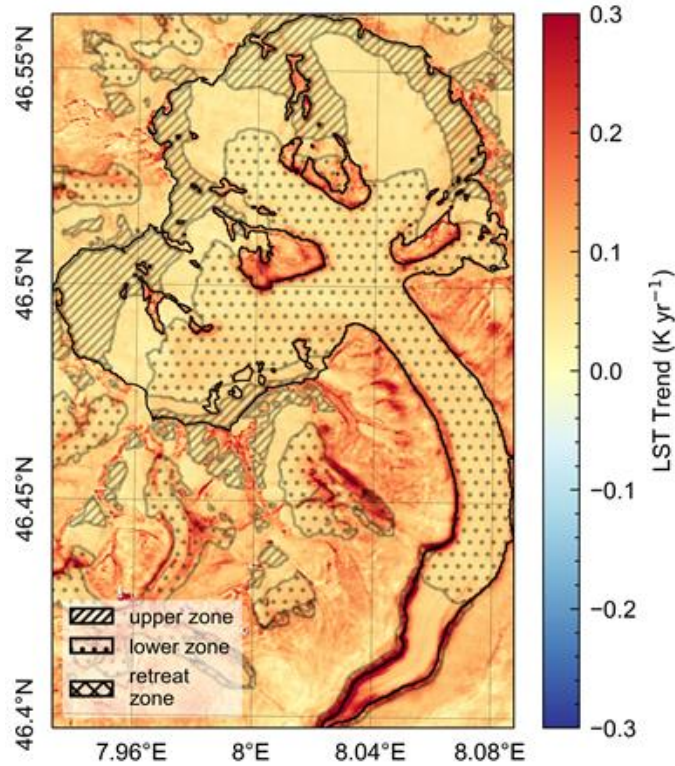 46.55°N
46.5°N
46.45°N
46.4°N
upper zone
lower zone
retreat
zone
7.96°E
8°E
8.04°E
8.08°E
0.3
0.2
0.1
0.0
−0.1
−0.2
−0.3
LST Trend (K yr⁻¹)